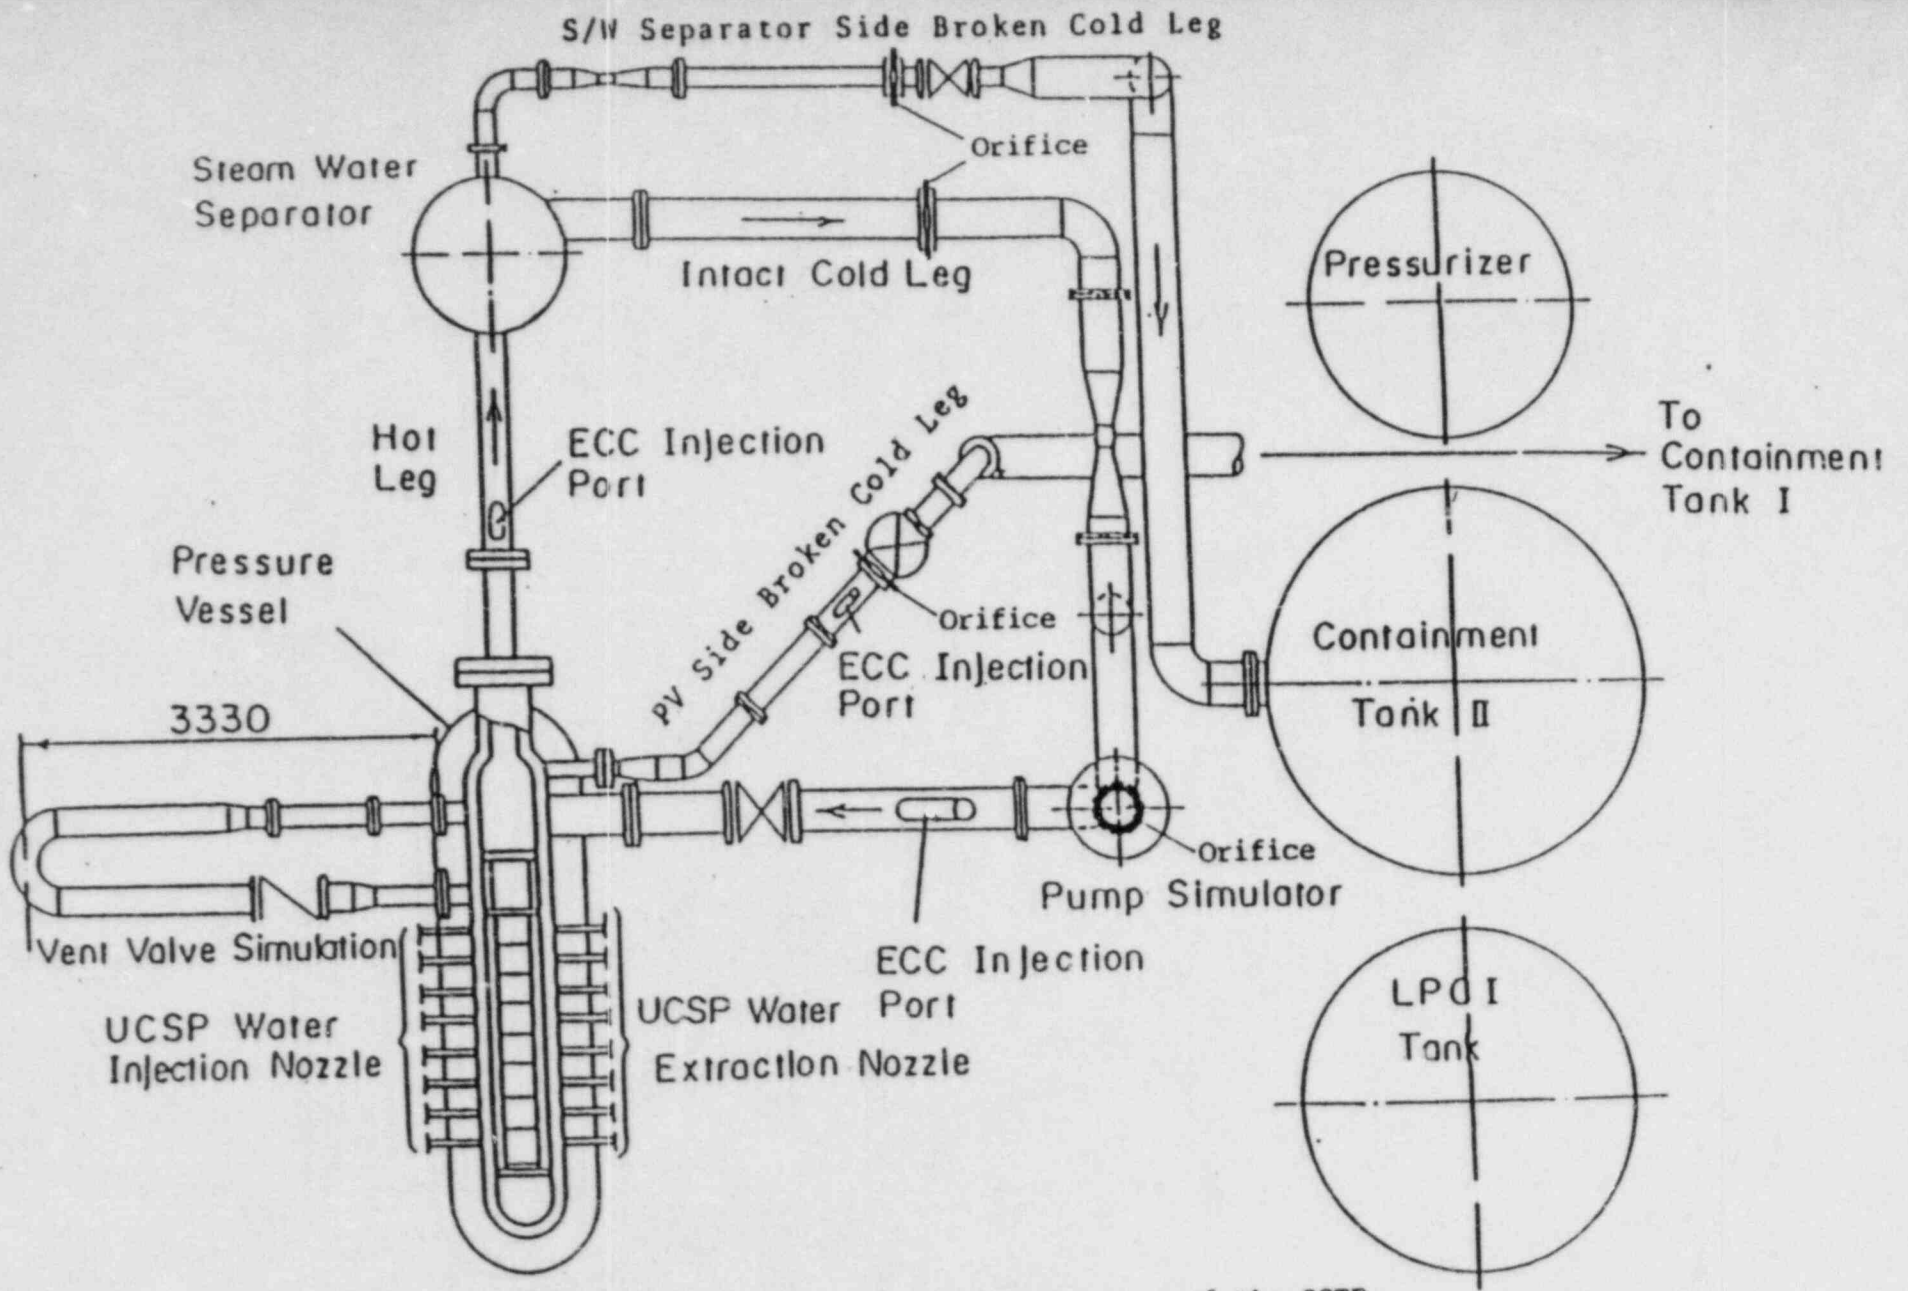 S/W Separator Side Broken Cold Leg
Orifice
Steam Water
Separator
Intact Cold Leg
Pressurizer
To
Containment
Tank I
Hot
Leg
ECC Injection
Port
PV Side Broken Cold Leg
Pressure
Vessel
Orifice
ECC Injection
Port
Containment
Tank II
3330
Orifice
Pump Simulator
Vent Valve Simulation
ECC Injection
Port
UCSP Water
Injection Nozzle
UCSP Water
Extraction Nozzle
LPCI
Tank